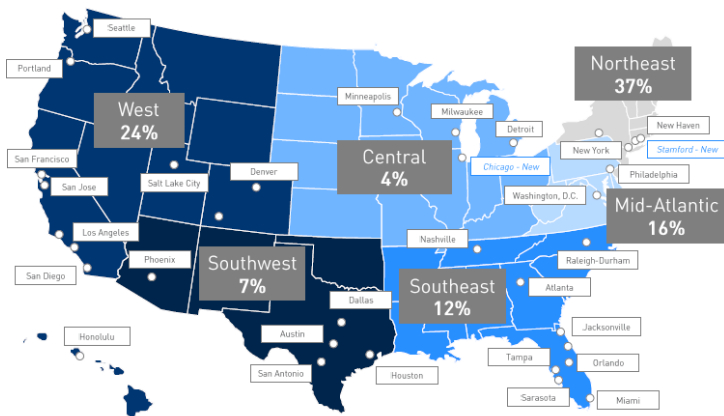 Seattle
Portland
West
24%
San Francisco
San Jose
Salt Lake City
Denver
Los Angeles
San Diego
Phoenix
Honolulu
Southwest
7%
Dallas
Austin
San Antonio
Houston
Minneapolis
Milwaukee
Detroit
Central
4%
Chicago - New
Northeast
37%
New Haven
New York
Stamford - New
Philadelphia
Washington, D.C.
Mid-Atlantic
16%
Nashville
Raleigh-Durham
Southeast
12%
Atlanta
Jacksonville
Tampa
Orlando
Sarasota
Miami